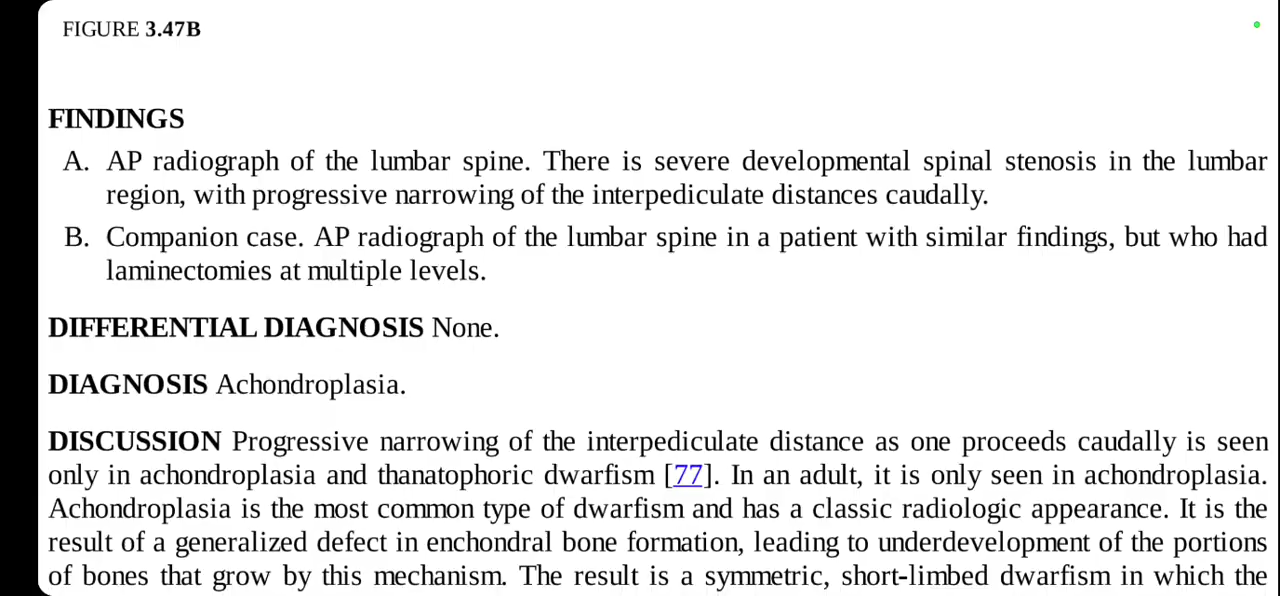 FIGURE 3.47B
FINDINGS
A. AP radiograph of the lumbar spine. There is severe developmental spinal stenosis in the lumbar
region, with progressive narrowing of the interpediculate distances caudally.
B. Companion case. AP radiograph of the lumbar spine in a patient with similar findings, but who had
laminectomies at multiple levels.
DIFFERENTIAL DIAGNOSIS None.
DIAGNOSIS Achondroplasia.
DISCUSSION Progressive narrowing of the interpediculate distance as one proceeds caudally is seen
only in achondroplasia and thanatophoric dwarfism [77]. In an adult, it is only seen in achondroplasia.
Achondroplasia is the most common type of dwarfism and has a classic radiologic appearance. It is the
result of a generalized defect in enchondral bone formation, leading to underdevelopment of the portions
of bones that grow by this mechanism. The result is a symmetric, short-limbed dwarfism in which the